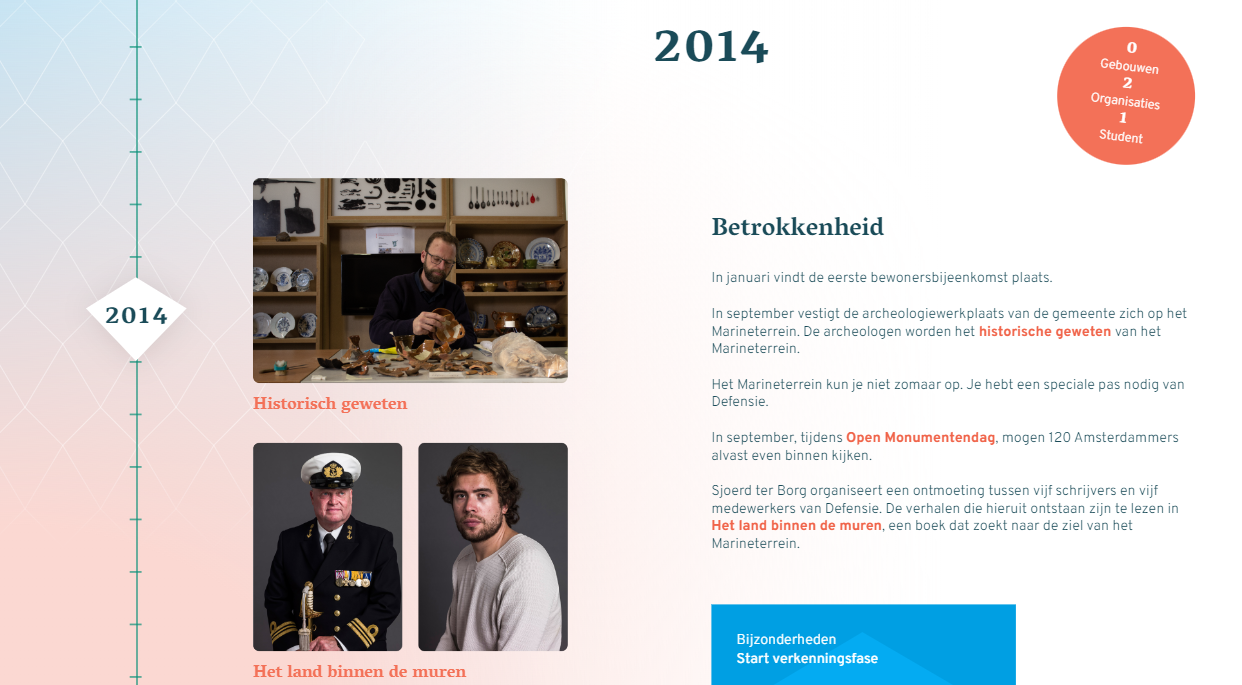 2014
0
Gebouwen
2
Organisaties
1
Student
2014
Historisch geweten
Het land binnen de muren
Betrokkenheid
In januari vindt de eerste bewonersbijeenkomst plaats.
In september vestigt de archeologiewerkplaats van de gemeente zich op het
Marineterrein. De archeologen worden het historische geweten van het
Marineterrein.
Het Marineterrein kun je niet zomaar op. Je hebt een speciale pas nodig van
Defensie.
In september, tijdens Open Monumentendag, mogen 120 Amsterdammers
alvast even binnen kijken.
Sjoerd ter Borg organiseert een ontmoeting tussen vijf schrijvers en vijf
medewerkers van Defensie. De verhalen die hieruit ontstaan zijn te lezen in
Het land binnen de muren, een boek dat zoekt naar de ziel van het
Marineterrein.
Bijzonderheden
Start verkenningsfase